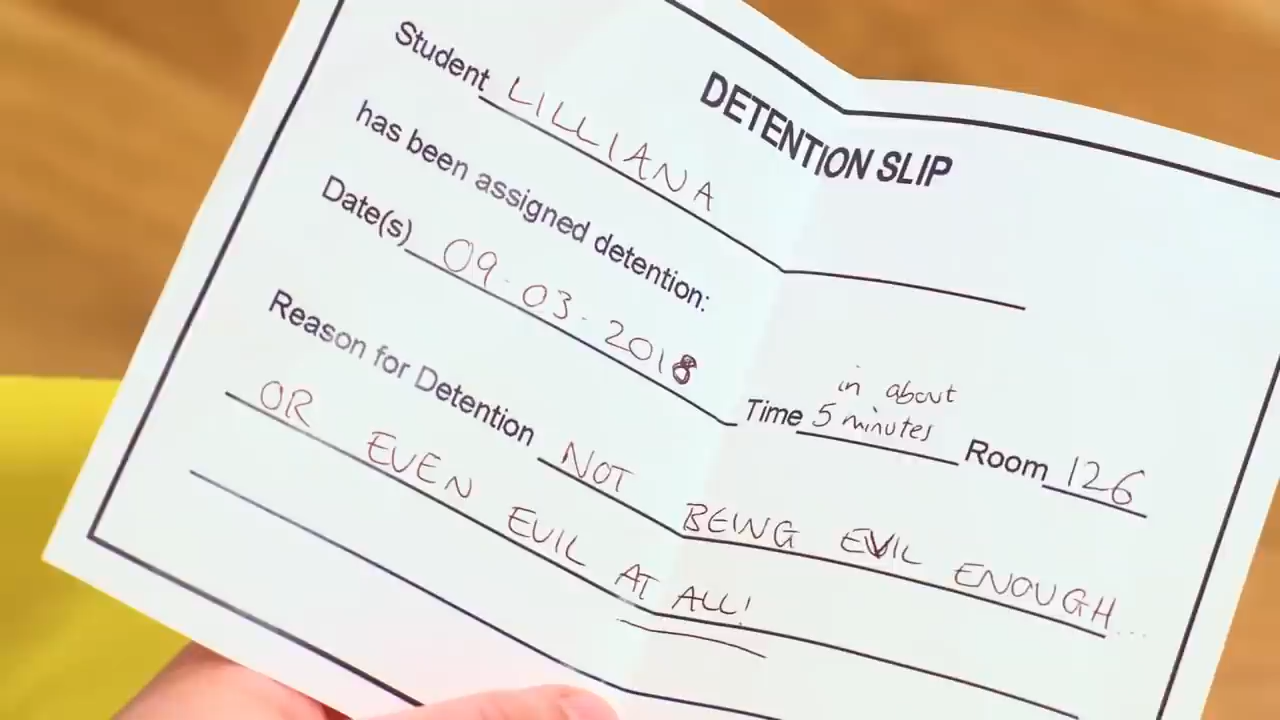 DETENTION SLIP
Student LILLIANA
has been assigned detention:
Date(s) 09.03.2018 Time in about 5 minutes Room 126
Reason for Detention NOT BEING EVIL ENOUGH...
OR EVEN EVIL AT ALL!